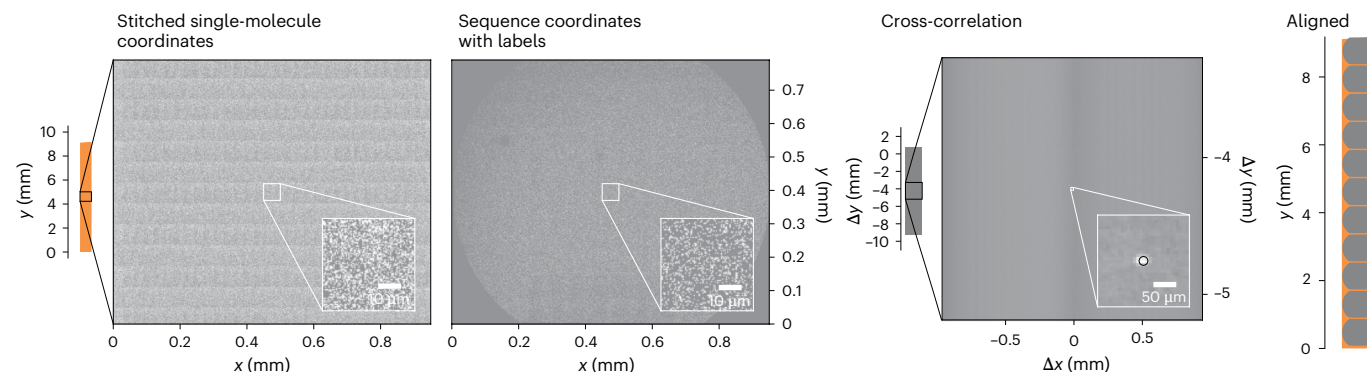 Stitched single-molecule
coordinates
Sequence coordinates
with labels
Cross-correlation
Aligned
y (mm)
10
8
6
4
2
0
10 µm
0
0.2
0.4
0.6
0.8
x (mm)
10 µm
0
0.2
0.4
0.6
0.8
x (mm)
0.7
0.6
0.5
0.4
0.3
0.2
0.1
0
y (mm)
Δy (mm)
2
0
−2
−4
−6
−8
−10
50 µm
−0.5
0
0.5
Δx (mm)
−4
−5
Δy (mm)
y (mm)
8
6
4
2
0